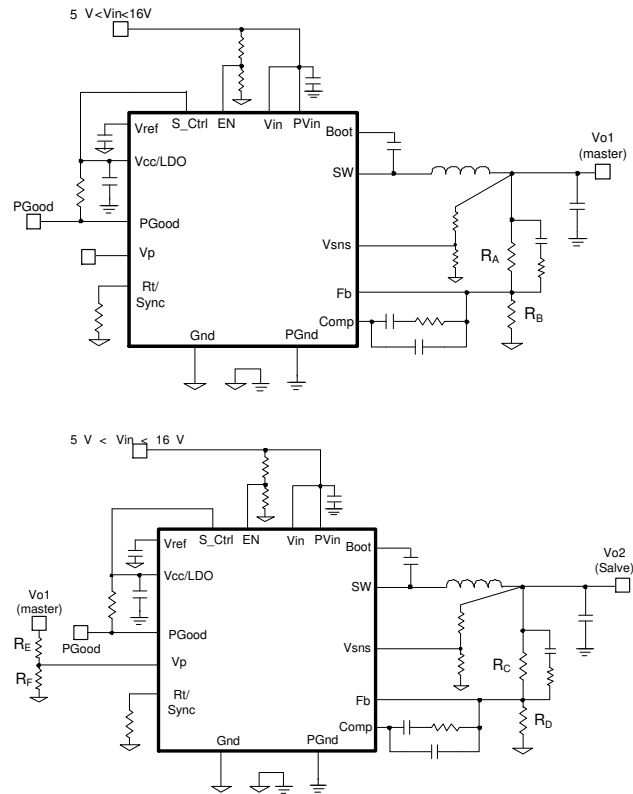 5 V <Vin<16V
S_Ctrl EN Vin PVin
Vref
Boot
Vcc/LDO
SW
Vo1
(master)
PGood
PGood
Vp
Vsns
RA
Rt/
Sync
Fb
Comp
RB
Gnd
PGnd
5 V < Vin < 16 V
S_Ctrl EN Vin PVin
Vref
Boot
Vcc/LDO
SW
Vo2
(Salve)
Vo1
(master)
RE
PGood
PGood
Vsns
RC
RF
Vp
Rt/
Sync
Fb
Comp
RD
Gnd
PGnd